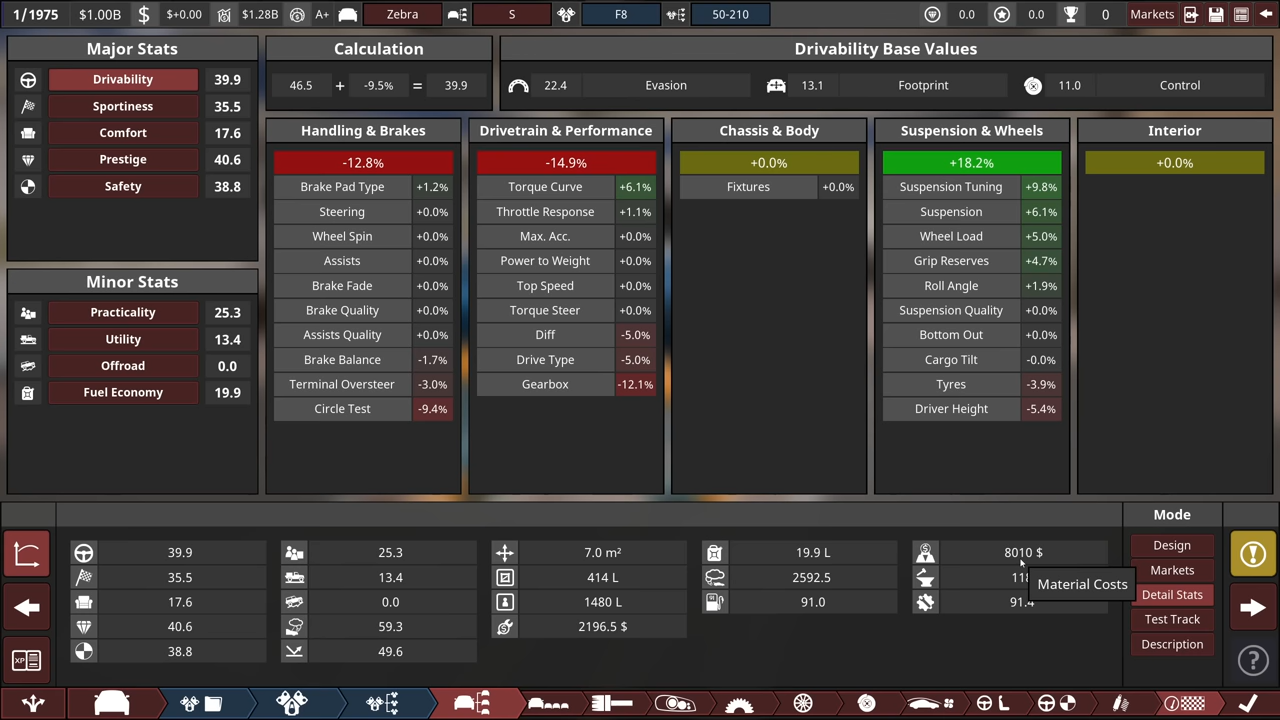 1/1975 $1.00B $+0.00 $1.28B A+ Zebra S F8 50-210 0.0 0.0 0 Markets
Major Stats
Drivability 39.9
Sportiness 35.5
Comfort 17.6
Prestige 40.6
Safety 38.8
Minor Stats
Practicality 25.3
Utility 13.4
Offroad 0.0
Fuel Economy 19.9
Calculation
46.5 + -9.5% = 39.9
Drivability Base Values
22.4 Evasion 13.1 Footprint 11.0 Control
Handling & Brakes
-12.8%
Brake Pad Type +1.2%
Steering +0.0%
Wheel Spin +0.0%
Assists +0.0%
Brake Fade +0.0%
Brake Quality +0.0%
Assists Quality +0.0%
Brake Balance -1.7%
Terminal Oversteer -3.0%
Circle Test -9.4%
Drivetrain & Performance
-14.9%
Torque Curve +6.1%
Throttle Response +1.1%
Max. Acc. +0.0%
Power to Weight +0.0%
Top Speed +0.0%
Torque Steer +0.0%
Diff -5.0%
Drive Type -5.0%
Gearbox -12.1%
Chassis & Body
+0.0%
Fixtures +0.0%
Suspension & Wheels
+18.2%
Suspension Tuning +9.8%
Suspension +6.1%
Wheel Load +5.0%
Grip Reserves +4.7%
Roll Angle +1.9%
Suspension Quality +0.0%
Bottom Out +0.0%
Cargo Tilt -0.0%
Tyres -3.9%
Driver Height -5.4%
Interior
+0.0%
39.9 25.3 7.0 m² 19.9 L 8010 $
35.5 13.4 414 L 2592.5
17.6 0.0 1480 L 91.0 91.4
40.6 59.3 2196.5 $
38.8 49.6
Material Costs
Mode
Design
Markets
Detail Stats
Test Track
Description
XP